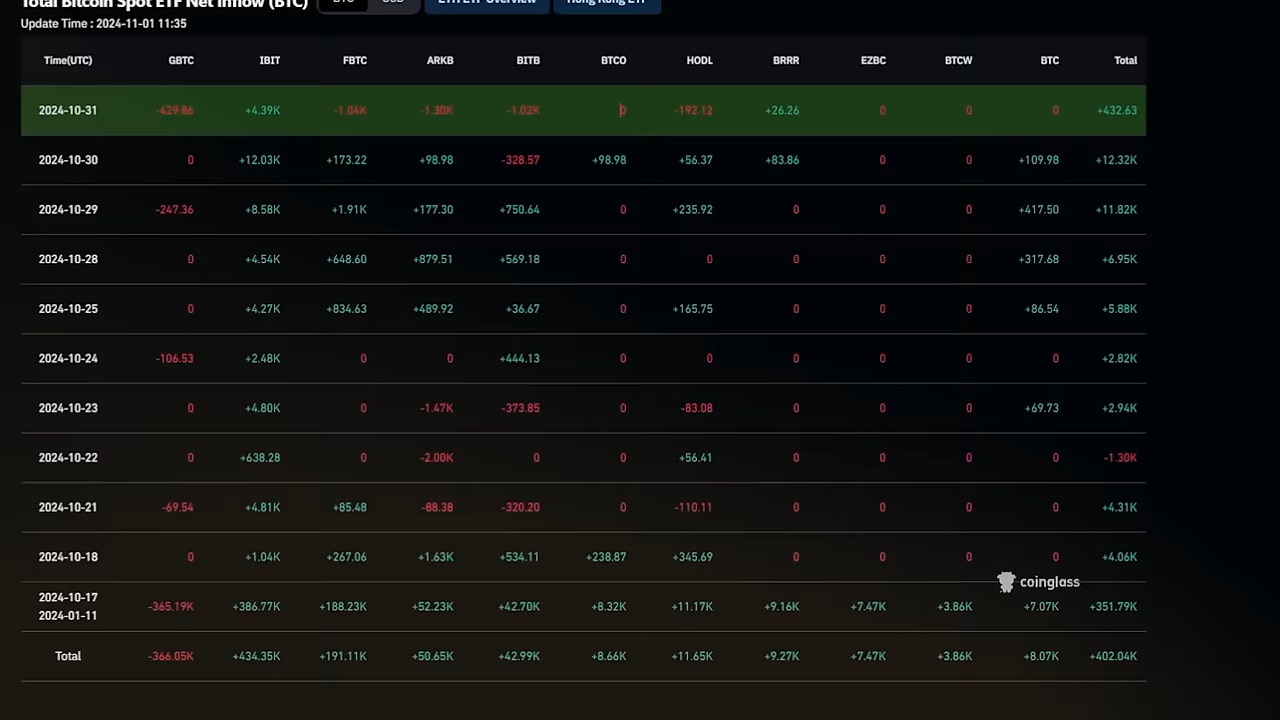 Total Bitcoin Spot ETF Net Inflow (BTC) BTC USD ETH ETF Overview Hong Kong ETF
Update Time : 2024-11-01 11:35
Time(UTC) GBTC IBIT FBTC ARKB BITB BTCO HODL BRRR EZBC BTCW BTC Total
2024-10-31 -429.86 +4.39K -1.04K -1.30K -1.02K 0 -192.12 +26.26 0 0 0 +432.63
2024-10-30 0 +12.03K +173.22 +98.98 -328.57 +98.98 +56.37 +83.86 0 0 +109.98 +12.32K
2024-10-29 -247.36 +8.58K +1.91K +177.30 +750.64 0 +235.92 0 0 0 +417.50 +11.82K
2024-10-28 0 +4.54K +648.60 +879.51 +569.18 0 0 0 0 0 +317.68 +6.95K
2024-10-25 0 +4.27K +834.63 +489.92 +36.67 0 +165.75 0 0 0 +86.54 +5.88K
2024-10-24 -106.53 +2.48K 0 0 +444.13 0 0 0 0 0 0 +2.82K
2024-10-23 0 +4.80K 0 -1.47K -373.85 0 -83.08 0 0 0 +69.73 +2.94K
2024-10-22 0 +638.28 0 -2.00K 0 0 +56.41 0 0 0 0 -1.30K
2024-10-21 -69.54 +4.81K +85.48 -88.38 -320.20 0 -110.11 0 0 0 0 +4.31K
2024-10-18 0 +1.04K +267.06 +1.63K +534.11 +238.87 +345.69 0 0 0 0 +4.06K
coinglass
2024-10-17
2024-01-11 -365.19K +386.77K +188.23K +52.23K +42.70K +8.32K +11.17K +9.16K +7.47K +3.86K +7.07K +351.79K
Total -366.05K +434.35K +191.11K +50.65K +42.99K +8.66K +11.65K +9.27K +7.47K +3.86K +8.07K +402.04K